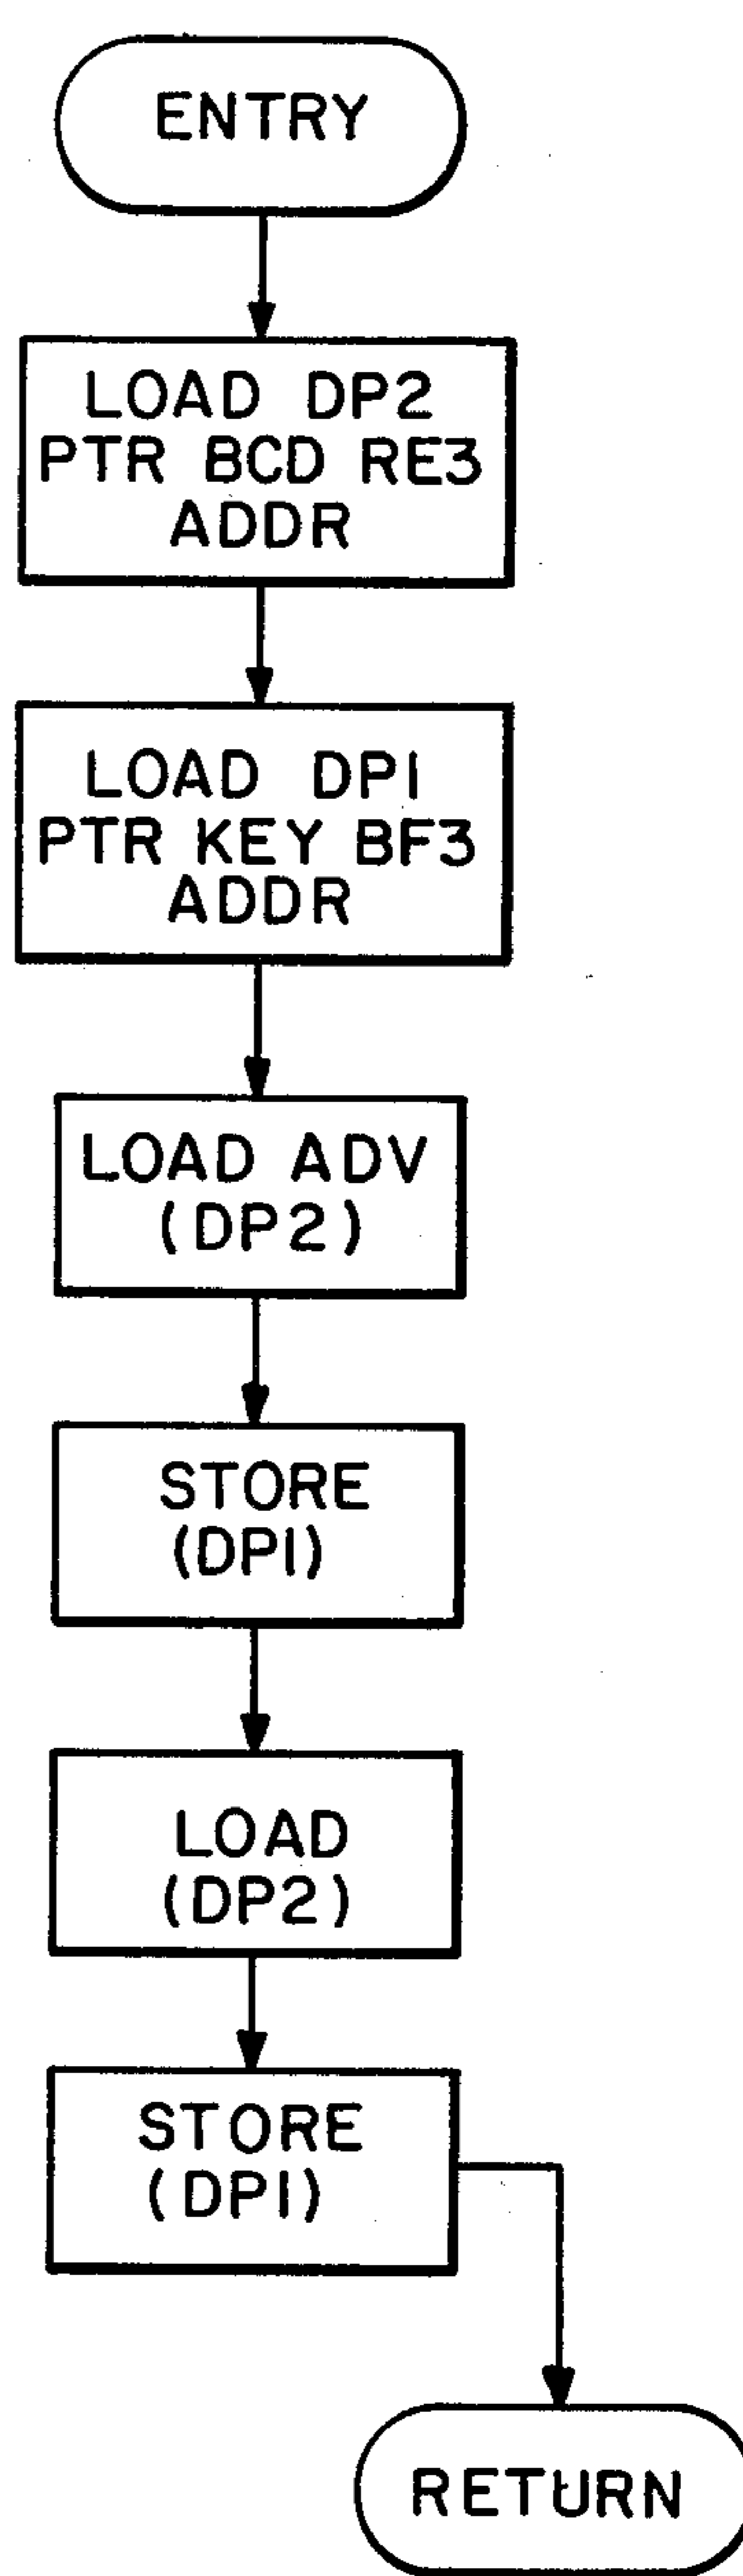 ENTRY
LOAD DP2
PTR BCD RE3
ADDR
LOAD DP1
PTR KEY BF3
ADDR
LOAD ADV
(DP2)
STORE
(DP1)
LOAD
(DP2)
STORE
(DP1)
RETURN